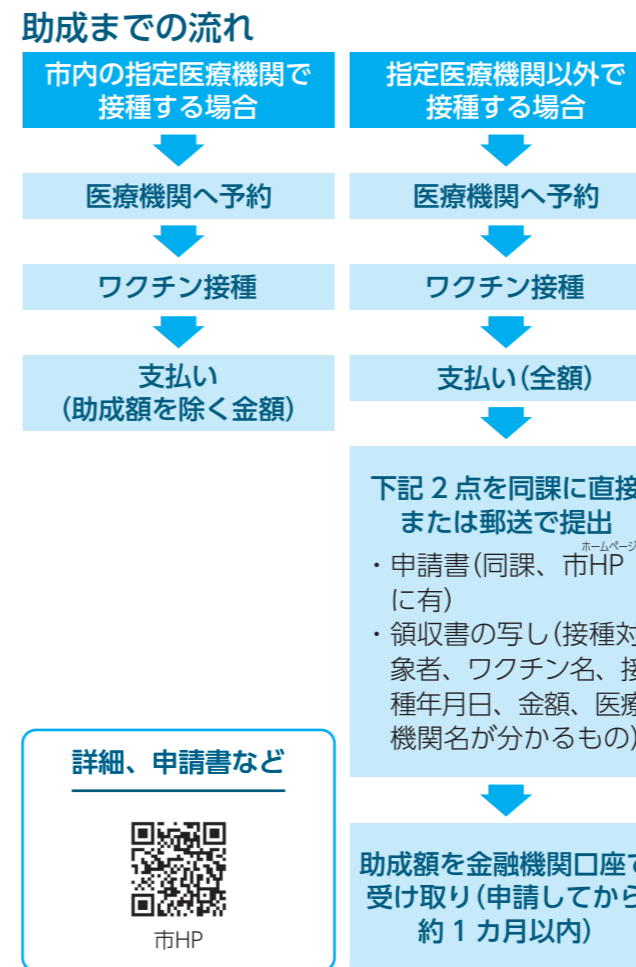 助成までの流れ
市内の指定医療機関で
接種する場合
医療機関へ予約
ワクチン接種
支払い
(助成額を除く金額)
指定医療機関以外で
接種する場合
医療機関へ予約
ワクチン接種
支払い(全額)
下記2点を同課に直接
または郵送で提出
ホームページ
・申請書(同課、市HP
に有)
・領収書の写し(接種対
象者、ワクチン名、接
種年月日、金額、医療
機関名が分かるもの)
助成額を金融機関口座で
受け取り(申請してから
約1カ月以内)
詳細、申請書など
市HP